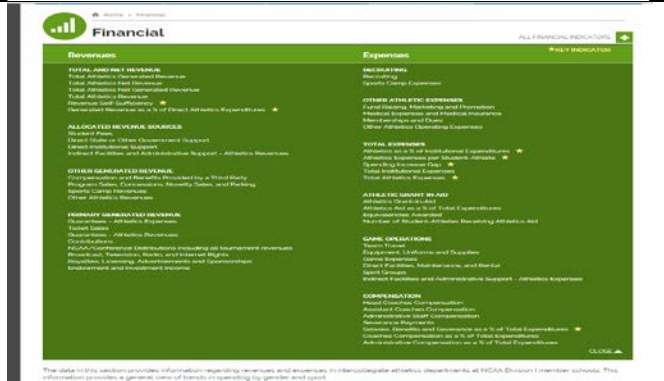 Home > Financial
Financial
ALL FINANCIAL INDICATORS
KEY INDICATOR
Revenues
TOTAL AND NET REVENUE
Total Athletics Generated Revenue
Total Athletics Net Revenue
Total Athletics Net Generated Revenue
Total Athletics Revenue
Revenue Self-Sufficiency
Generated Revenue as a % of Direct Athletics Expenditures
ALLOCATED REVENUE SOURCES
Student Fees
Direct State or Other Government Support
Direct Institutional Support
Indirect Facilities and Administrative Support - Athletics Revenues
OTHER GENERATED REVENUE
Compensation and Benefits Provided by a Third Party
Program Sales, Concessions, Novelty Sales, and Parking
Sports Camp Revenues
Other Athletics Revenues
PRIMARY GENERATED REVENUE
Guarantees - Athletics Expenses
Ticket Sales
Guarantees - Athletics Revenues
Contributions
NCAA/Conference Distributions including all tournament revenues
Broadcast, Television, Radio, and Internet Rights
Royalties, Licensing, Advertisements and Sponsorships
Endowment and Investment Income
Expenses
RECRUITING
Recruiting
Sports Camp Expenses
OTHER ATHLETIC EXPENSES
Fund Raising, Marketing and Promotion
Medical Expenses and Medical Insurance
Memberships and Dues
Other Athletics Operating Expenses
TOTAL EXPENSES
Athletics as a % of Institutional Expenditures
Athletics Expenses per Student-Athlete
Spending Increase Gap
Total Institutional Expenses
Total Athletics Expenses
ATHLETIC GRANT IN AID
Athletics Grant-in-Aid
Athletics Aid as a % of Total Expenditures
Equivalencies Awarded
Number of Student-Athletes Receiving Athletics Aid
GAME OPERATIONS
Team Travel
Equipment, Uniforms and Supplies
Game Expenses
Direct Facilities, Maintenance, and Rental
Spirit Groups
Indirect Facilities and Administrative Support - Athletics Expenses
COMPENSATION
Head Coaches Compensation
Assistant Coaches Compensation
Administrative Staff Compensation
Severance Payments
Salaries, Benefits and Severance as a % of Total Expenditures
Coaches Compensation as a % of Total Expenditures
Administrative Compensation as a % of Total Expenditures
CLOSE
The data in this section provides information regarding revenues and expenses in intercollegiate athletics departments at NCAA Division I member schools. This
information provides a general view of trends in spending by gender and sport.